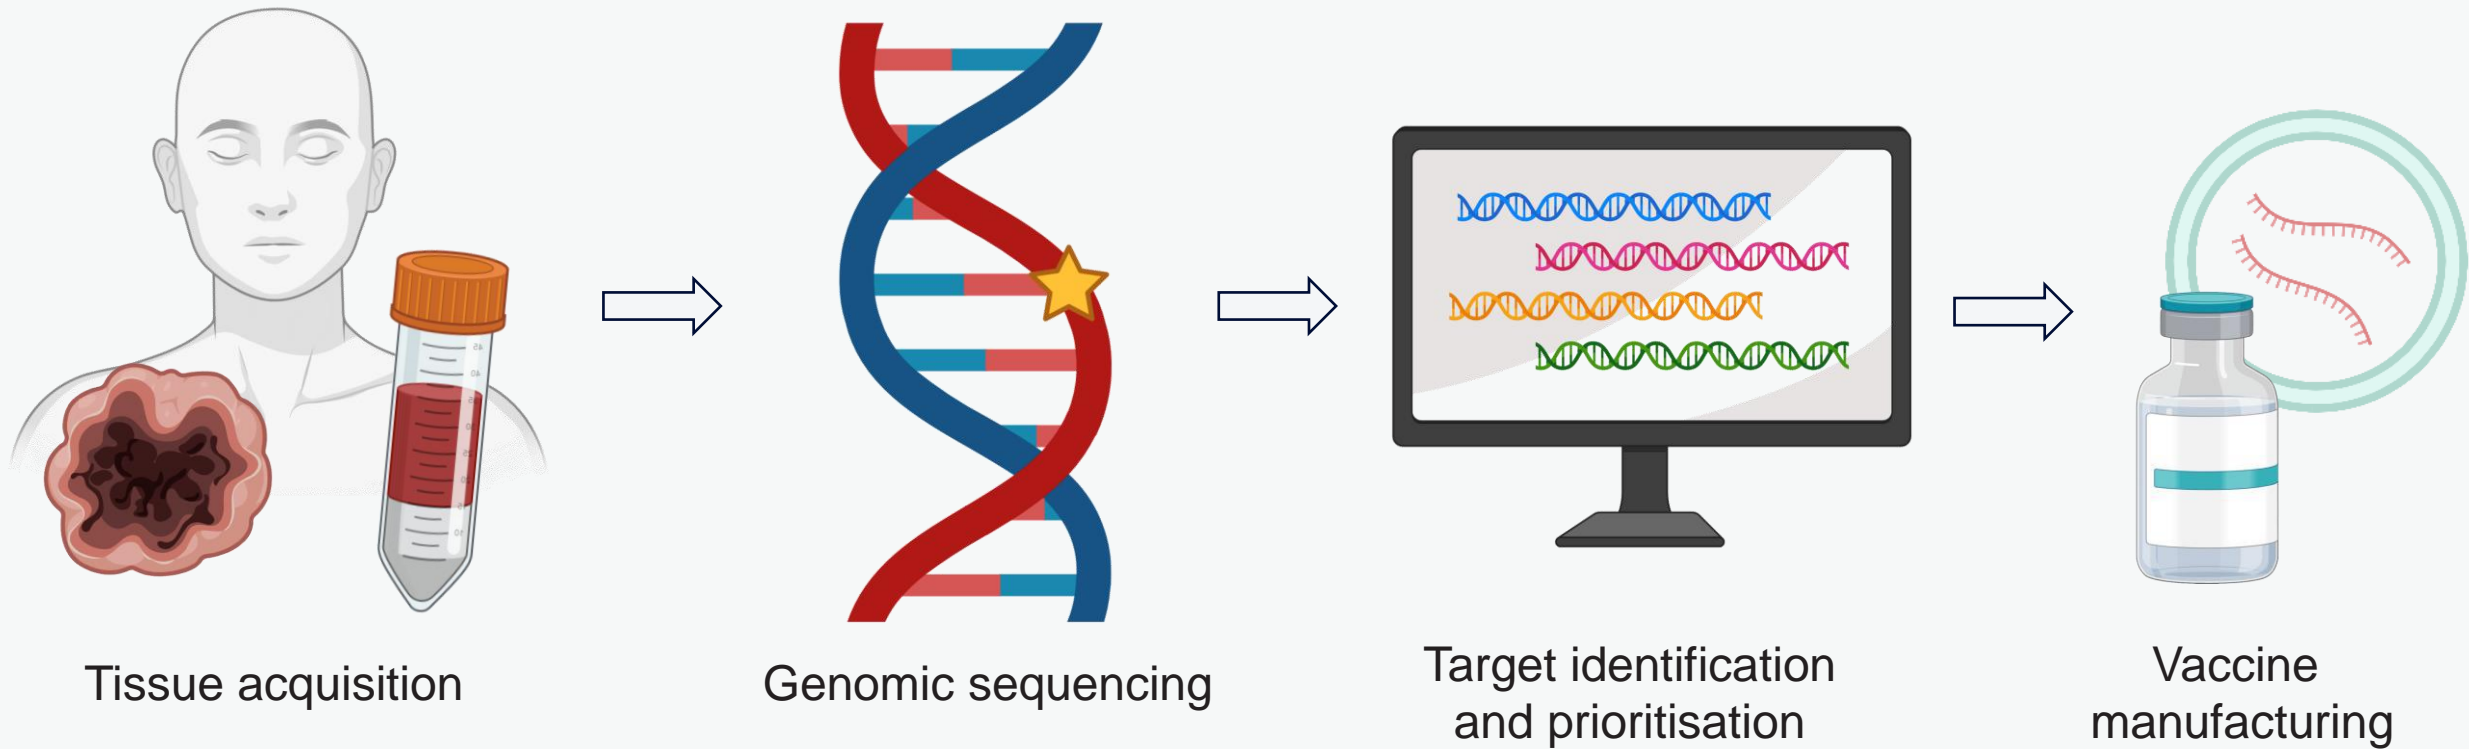 Tissue acquisition
Genomic sequencing
Target identification
and prioritisation
Vaccine
manufacturing